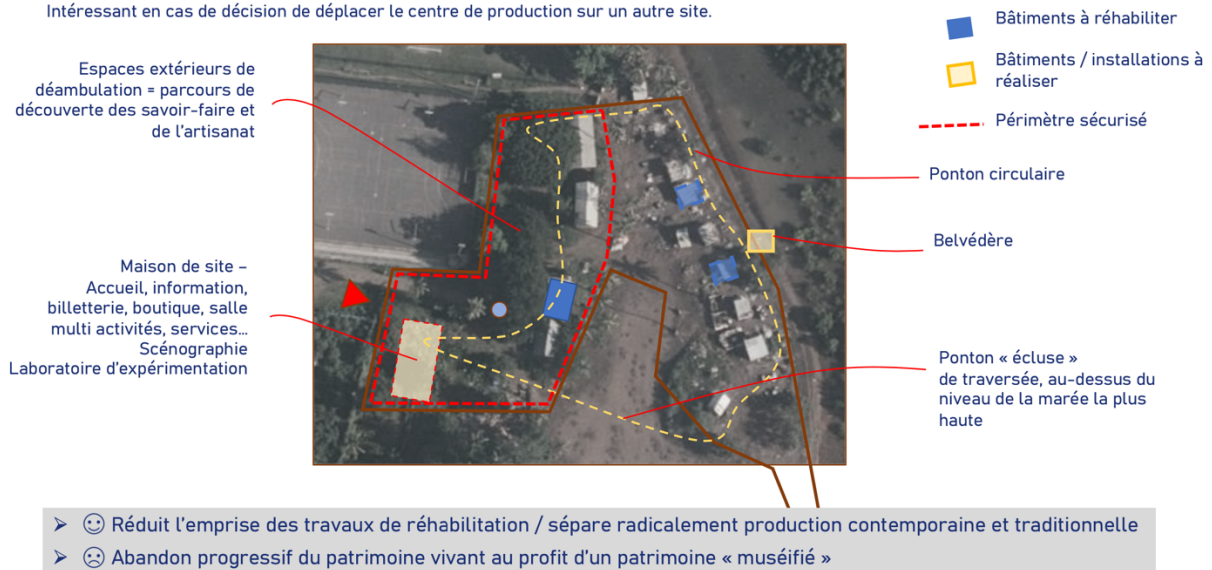 Intéressant en cas de décision de déplacer le centre de production sur un autre site.
Bâtiments à réhabiliter
Bâtiments / installations à
réaliser
Périmètre sécurisé
Espaces extérieurs de
déambulation = parcours de
découverte des savoir-faire et
de l'artisanat
Ponton circulaire
Belvédère
Maison de site –
Accueil, information,
billetterie, boutique, salle
multi activités, services…
Scénographie
Laboratoire d'expérimentation
Ponton « écluse »
de traversée, au-dessus du
niveau de la marée la plus
haute
➢ ☺ Réduit l'emprise des travaux de réhabilitation / sépare radicalement production contemporaine et traditionnelle
➢ ☹ Abandon progressif du patrimoine vivant au profit d'un patrimoine « muséifié »